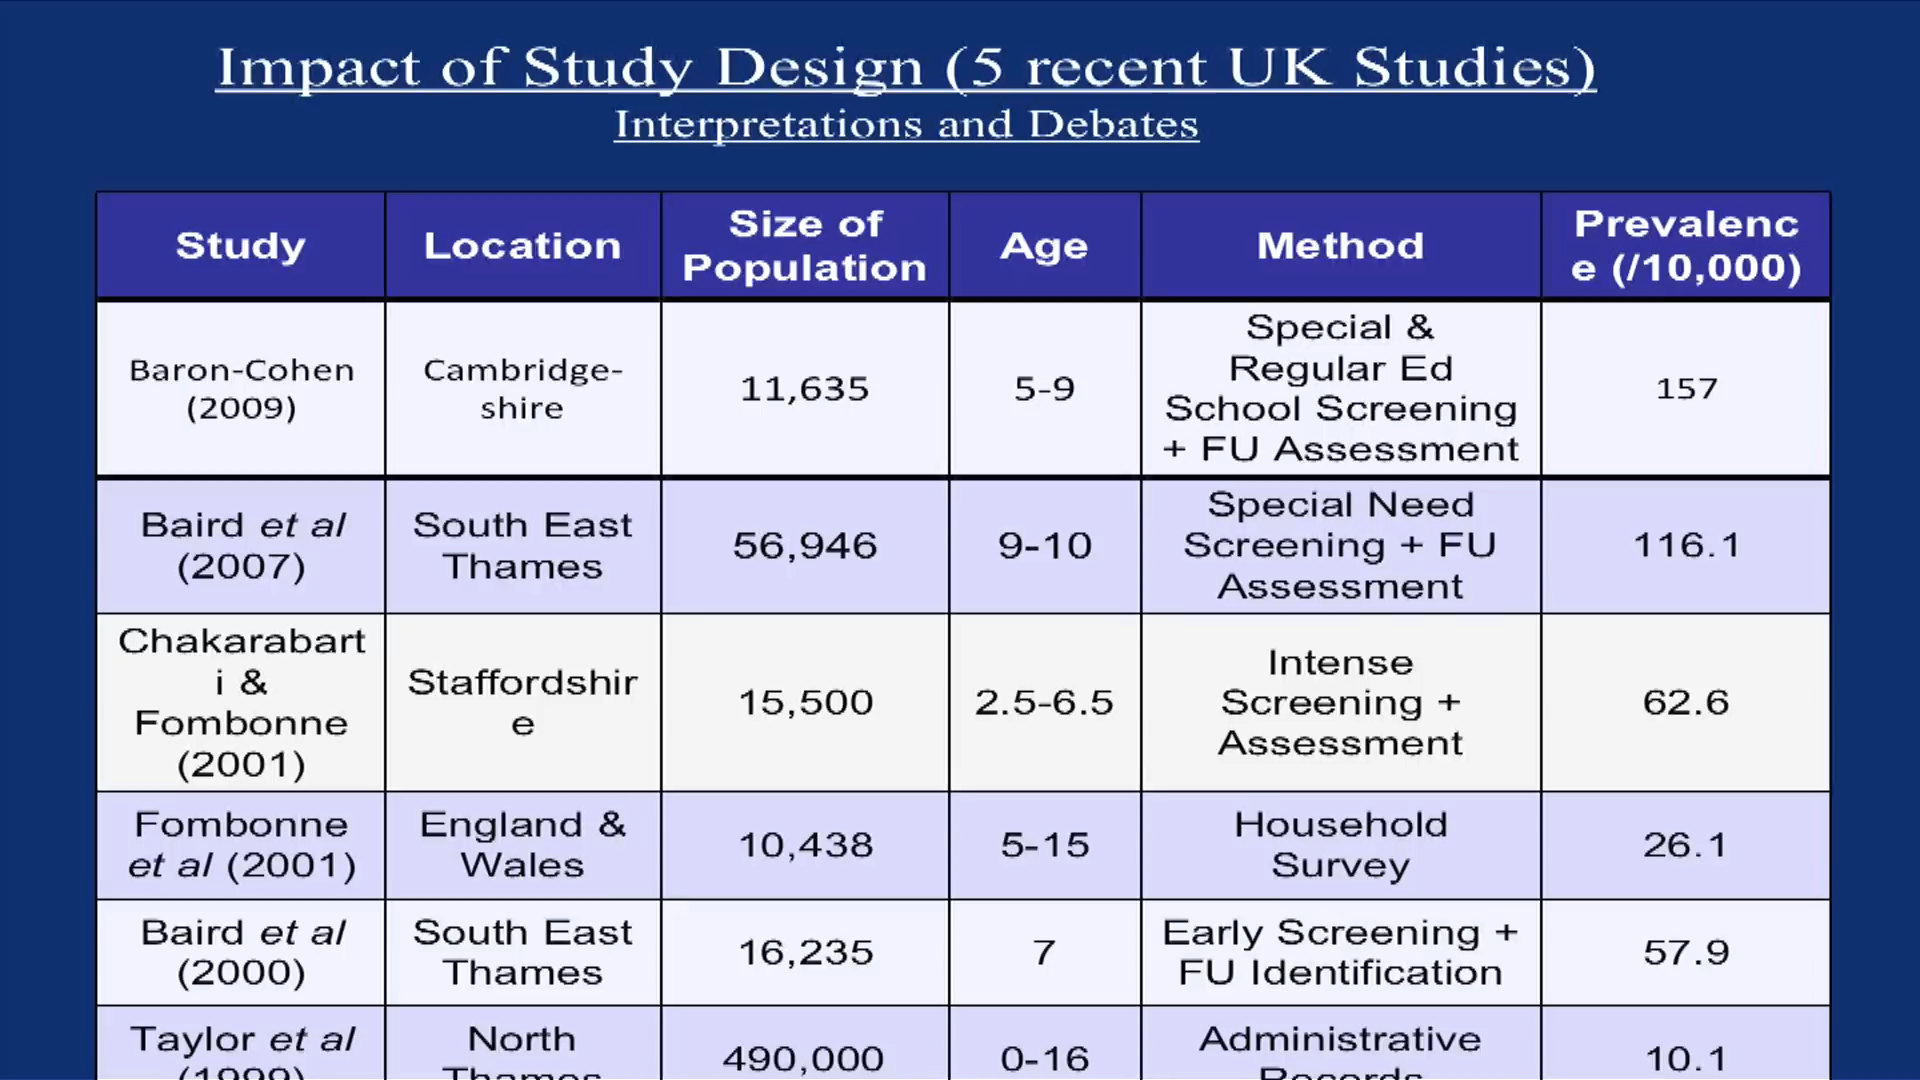 Impact of Study Design (5 recent UK Studies)
Interpretations and Debates
Study
Location
Size of
Population
Age
Method
Prevalenc
e (/10,000)
Baron-Cohen
(2009)
Cambridge-
shire
11,635
5-9
Special &
Regular Ed
School Screening
+ FU Assessment
157
Baird et al
(2007)
South East
Thames
56,946
9-10
Special Need
Screening + FU
Assessment
116.1
Chakarabart
i &
Fombonne
(2001)
Staffordshir
e
15,500
2.5-6.5
Intense
Screening +
Assessment
62.6
Fombonne
et al (2001)
England &
Wales
10,438
5-15
Household
Survey
26.1
Baird et al
(2000)
South East
Thames
16,235
7
Early Screening +
FU Identification
57.9
Taylor et al
(1999)
North
Thames
490,000
0-16
Administrative
Records
10.1